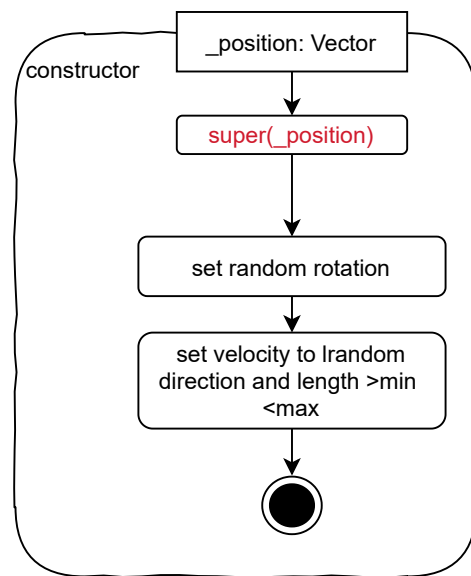 _position: Vector
constructor
super(_position)
set random rotation
set velocity to lrandom
direction and length >min
<max